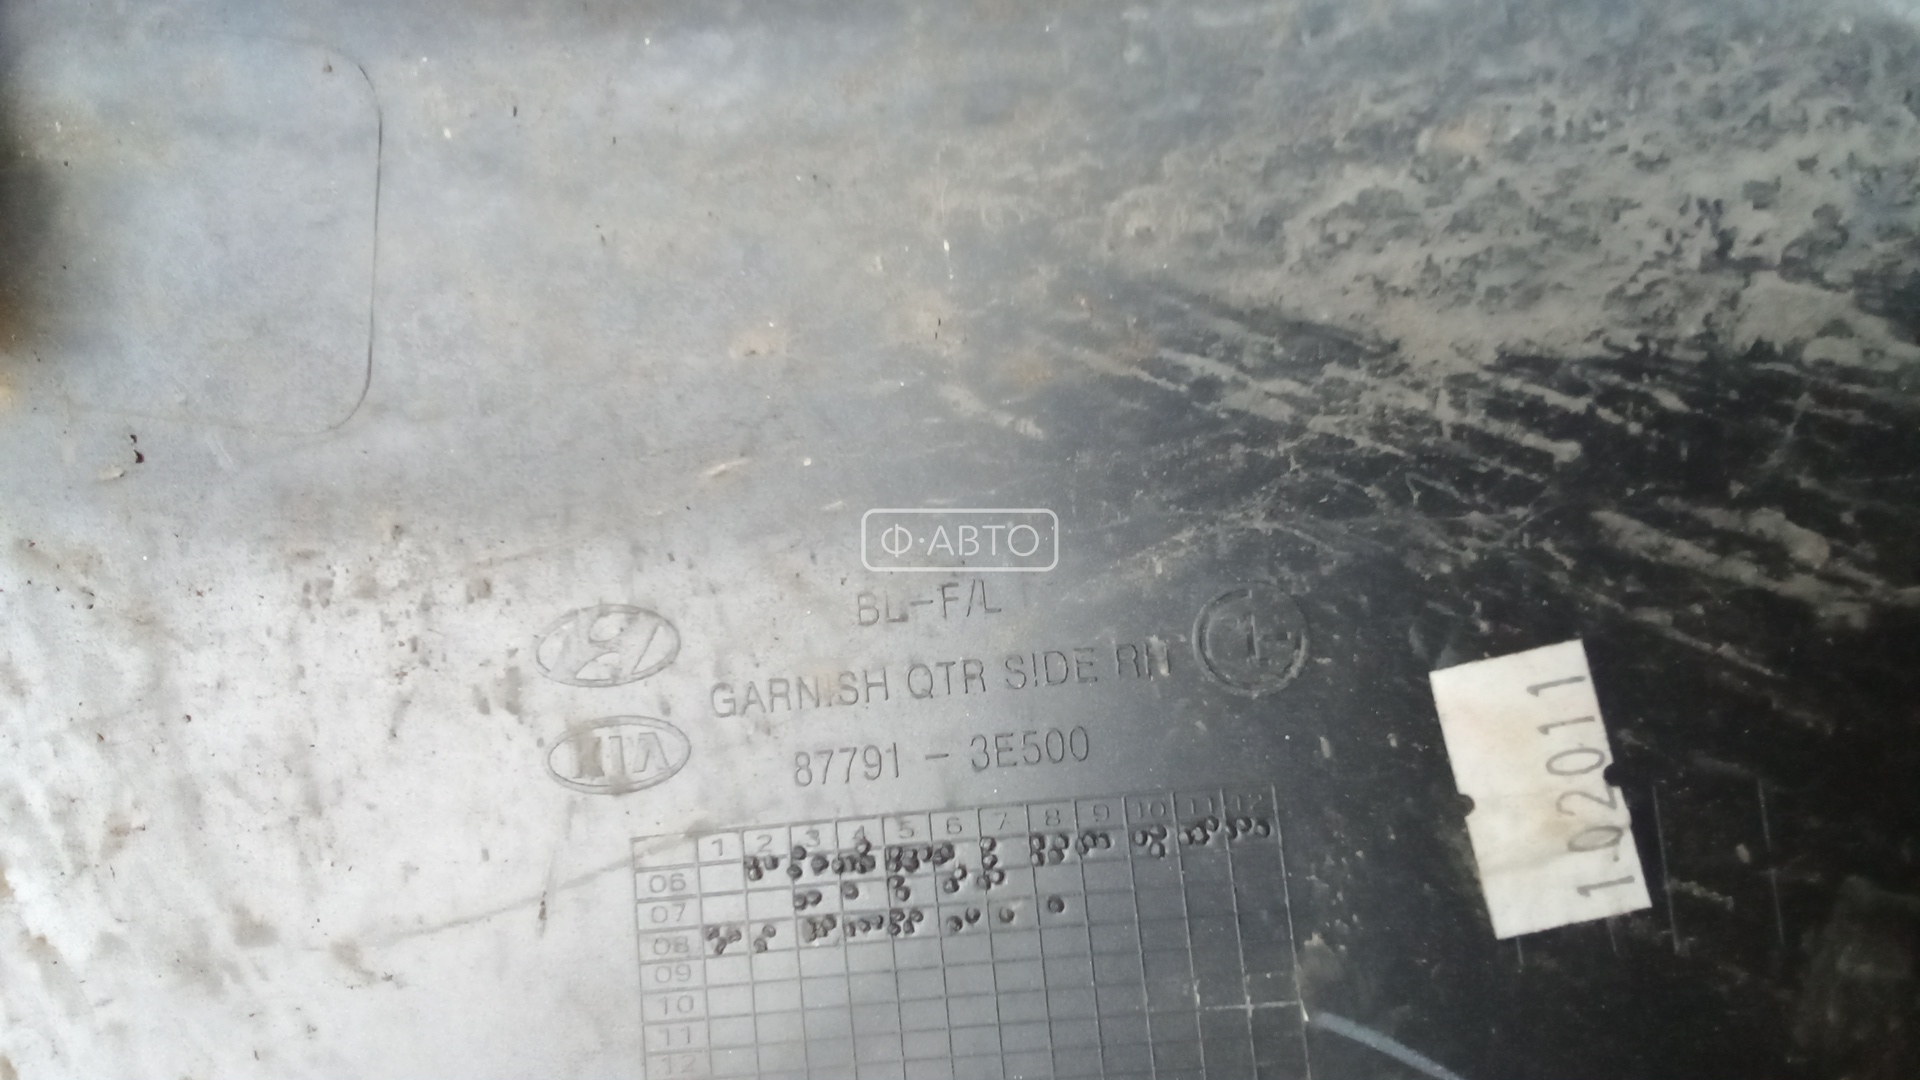 Ф·АВТО
BL-F/L
GARNISH QTR SIDE RH
1-
KIA
87791 - 3E500
102011
1 2 3 4 5 6 7 8 9 10 11 12
06
07
08
09
10
11
12